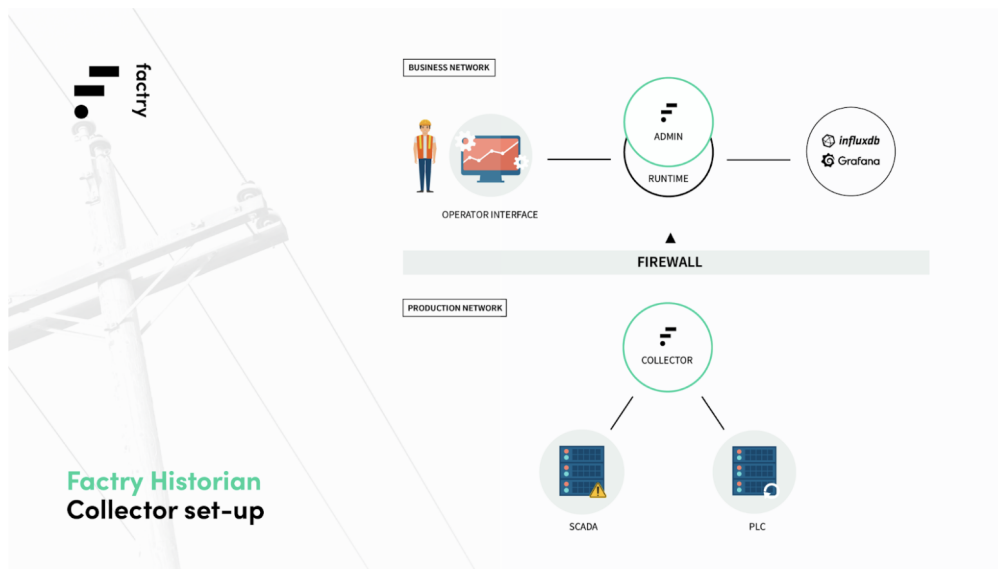 factry
BUSINESS NETWORK
ADMIN
RUNTIME
influxdb
Grafana
OPERATOR INTERFACE
FIREWALL
PRODUCTION NETWORK
COLLECTOR
SCADA
PLC
Factry Historian
Collector set-up